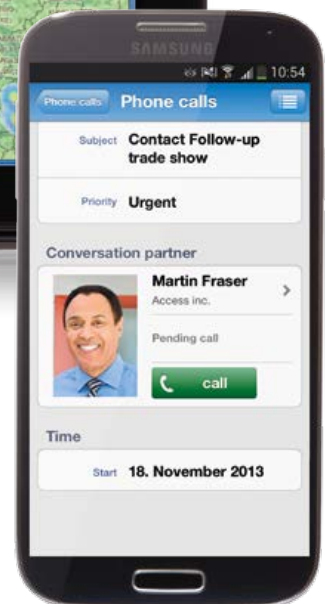 SAMSUNG
10:54
Phone calls
Phone calls
Subject Contact Follow-up
trade show
Priority Urgent
Conversation partner
Martin Fraser
Access inc.
Pending call
call
Time
Start 18. November 2013